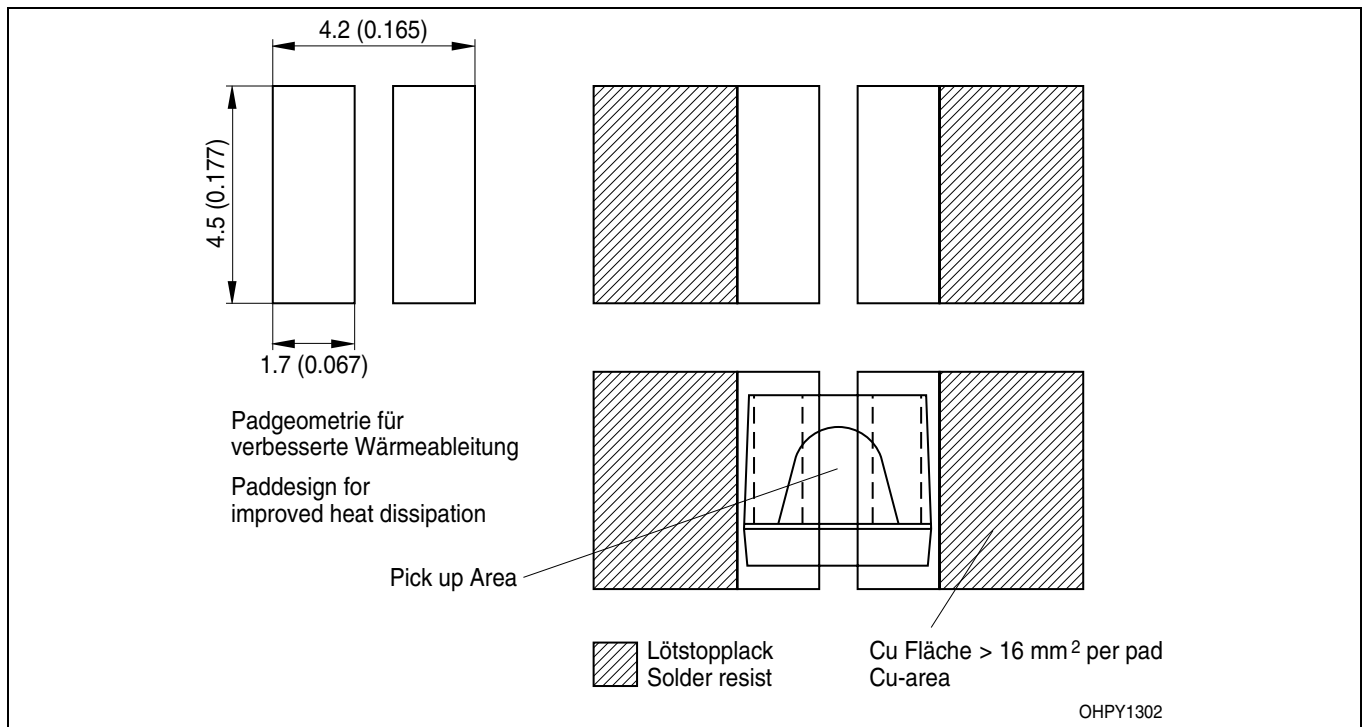 4.2 (0.165)
4.5 (0.177)
1.7 (0.067)
Padgeometrie für
verbesserte Wärmeableitung
Paddesign for
improved heat dissipation
Pick up Area
Lötstopplack
Solder resist
Cu Fläche > 16 mm² per pad
Cu-area
OHPY1302